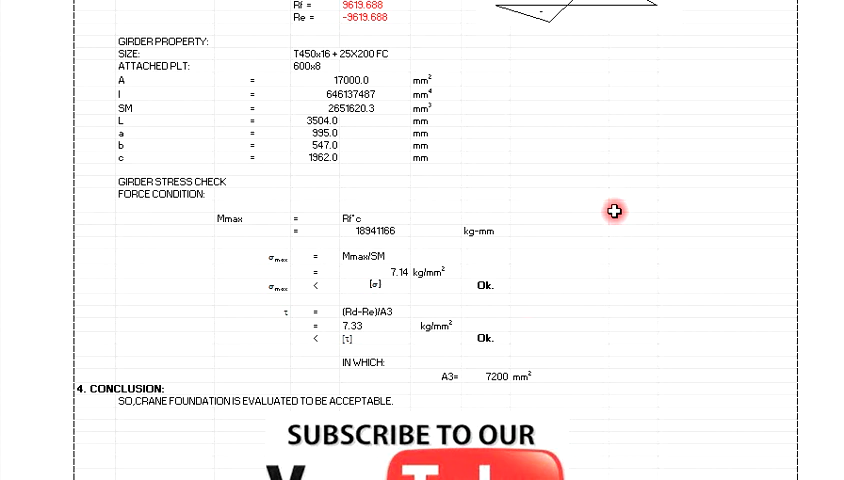 Rf = 9619.688
Re = -9619.688
GIRDER PROPERTY:
SIZE: T450x16 + 25X200 FC
ATTACHED PLT: 600x8
A = 17000.0 mm²
I = 646137487 mm⁴
SM = 2651620.3 mm³
L = 3504.0 mm
a = 995.0 mm
b = 547.0 mm
c = 1962.0 mm
GIRDER STRESS CHECK
FORCE CONDITION:
Mmax = Rf*c
= 18941166 kg-mm
σmax = Mmax/SM
= 7.14 kg/mm²
σmax < [σ] Ok.
τ = (Rd-Re)/A3
= 7.33 kg/mm²
< [τ] Ok.
IN WHICH:
A3= 7200 mm²
4. CONCLUSION:
SO,CRANE FOUNDATION IS EVALUATED TO BE ACCEPTABLE.
SUBSCRIBE TO OUR